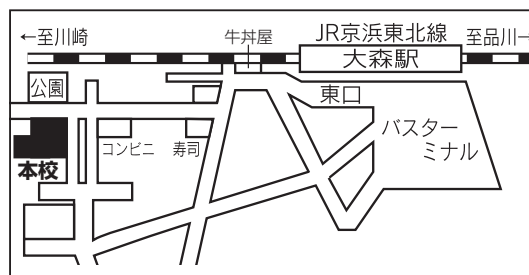 ←至川崎
牛丼屋
JR京浜東北線
至品川→
大森駅
公園
東口
バスター
ミナル
コンビニ
寿司
本校